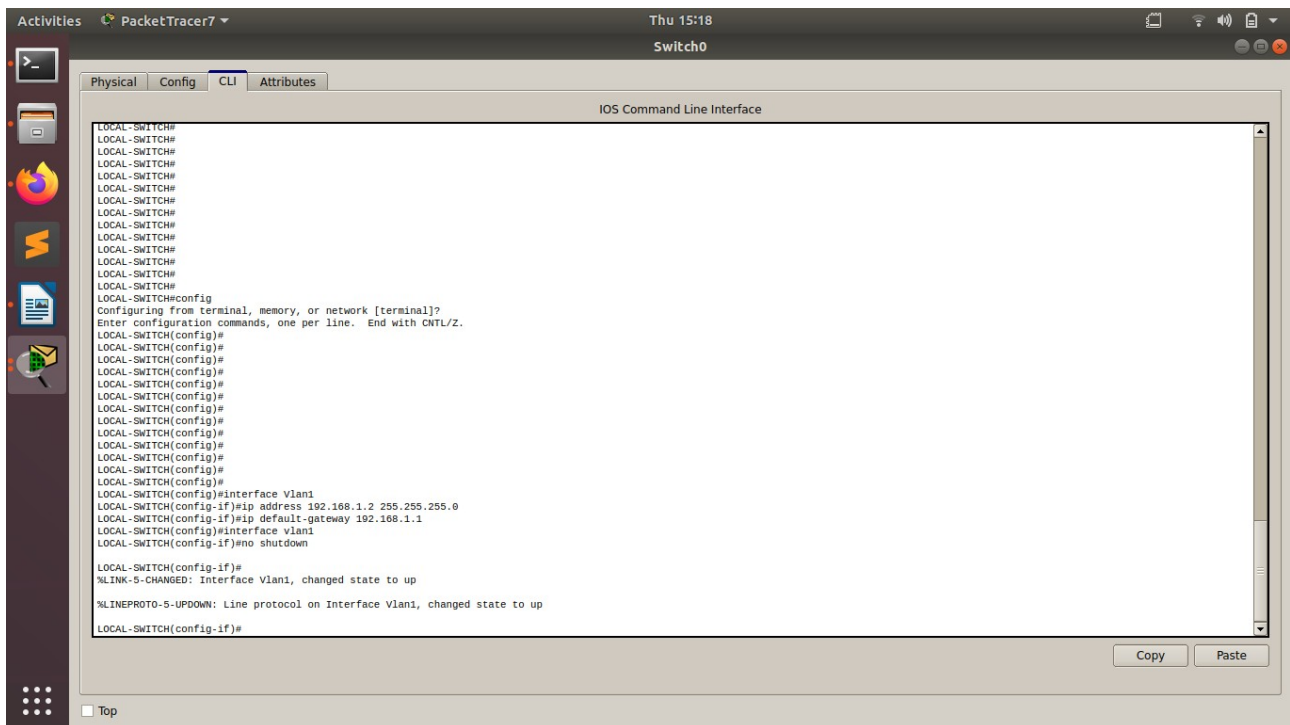 Activities PacketTracer7 Thu 15:18
Switch0
Physical Config CLI Attributes
IOS Command Line Interface
LOCAL-SWITCH#
LOCAL-SWITCH#
LOCAL-SWITCH#
LOCAL-SWITCH#
LOCAL-SWITCH#
LOCAL-SWITCH#
LOCAL-SWITCH#
LOCAL-SWITCH#
LOCAL-SWITCH#
LOCAL-SWITCH#
LOCAL-SWITCH#
LOCAL-SWITCH#
LOCAL-SWITCH#
LOCAL-SWITCH#
LOCAL-SWITCH#config
Configuring from terminal, memory, or network [terminal]?
Enter configuration commands, one per line.  End with CNTL/Z.
LOCAL-SWITCH(config)#
LOCAL-SWITCH(config)#
LOCAL-SWITCH(config)#
LOCAL-SWITCH(config)#
LOCAL-SWITCH(config)#
LOCAL-SWITCH(config)#
LOCAL-SWITCH(config)#
LOCAL-SWITCH(config)#
LOCAL-SWITCH(config)#
LOCAL-SWITCH(config)#
LOCAL-SWITCH(config)#
LOCAL-SWITCH(config)#
LOCAL-SWITCH(config)#
LOCAL-SWITCH(config)#interface Vlan1
LOCAL-SWITCH(config-if)#ip address 192.168.1.2 255.255.255.0
LOCAL-SWITCH(config-if)#ip default-gateway 192.168.1.1
LOCAL-SWITCH(config)#interface vlan1
LOCAL-SWITCH(config-if)#no shutdown
LOCAL-SWITCH(config-if)#
%LINK-5-CHANGED: Interface Vlan1, changed state to up
%LINEPROTO-5-UPDOWN: Line protocol on Interface Vlan1, changed state to up
LOCAL-SWITCH(config-if)#
Copy Paste
Top